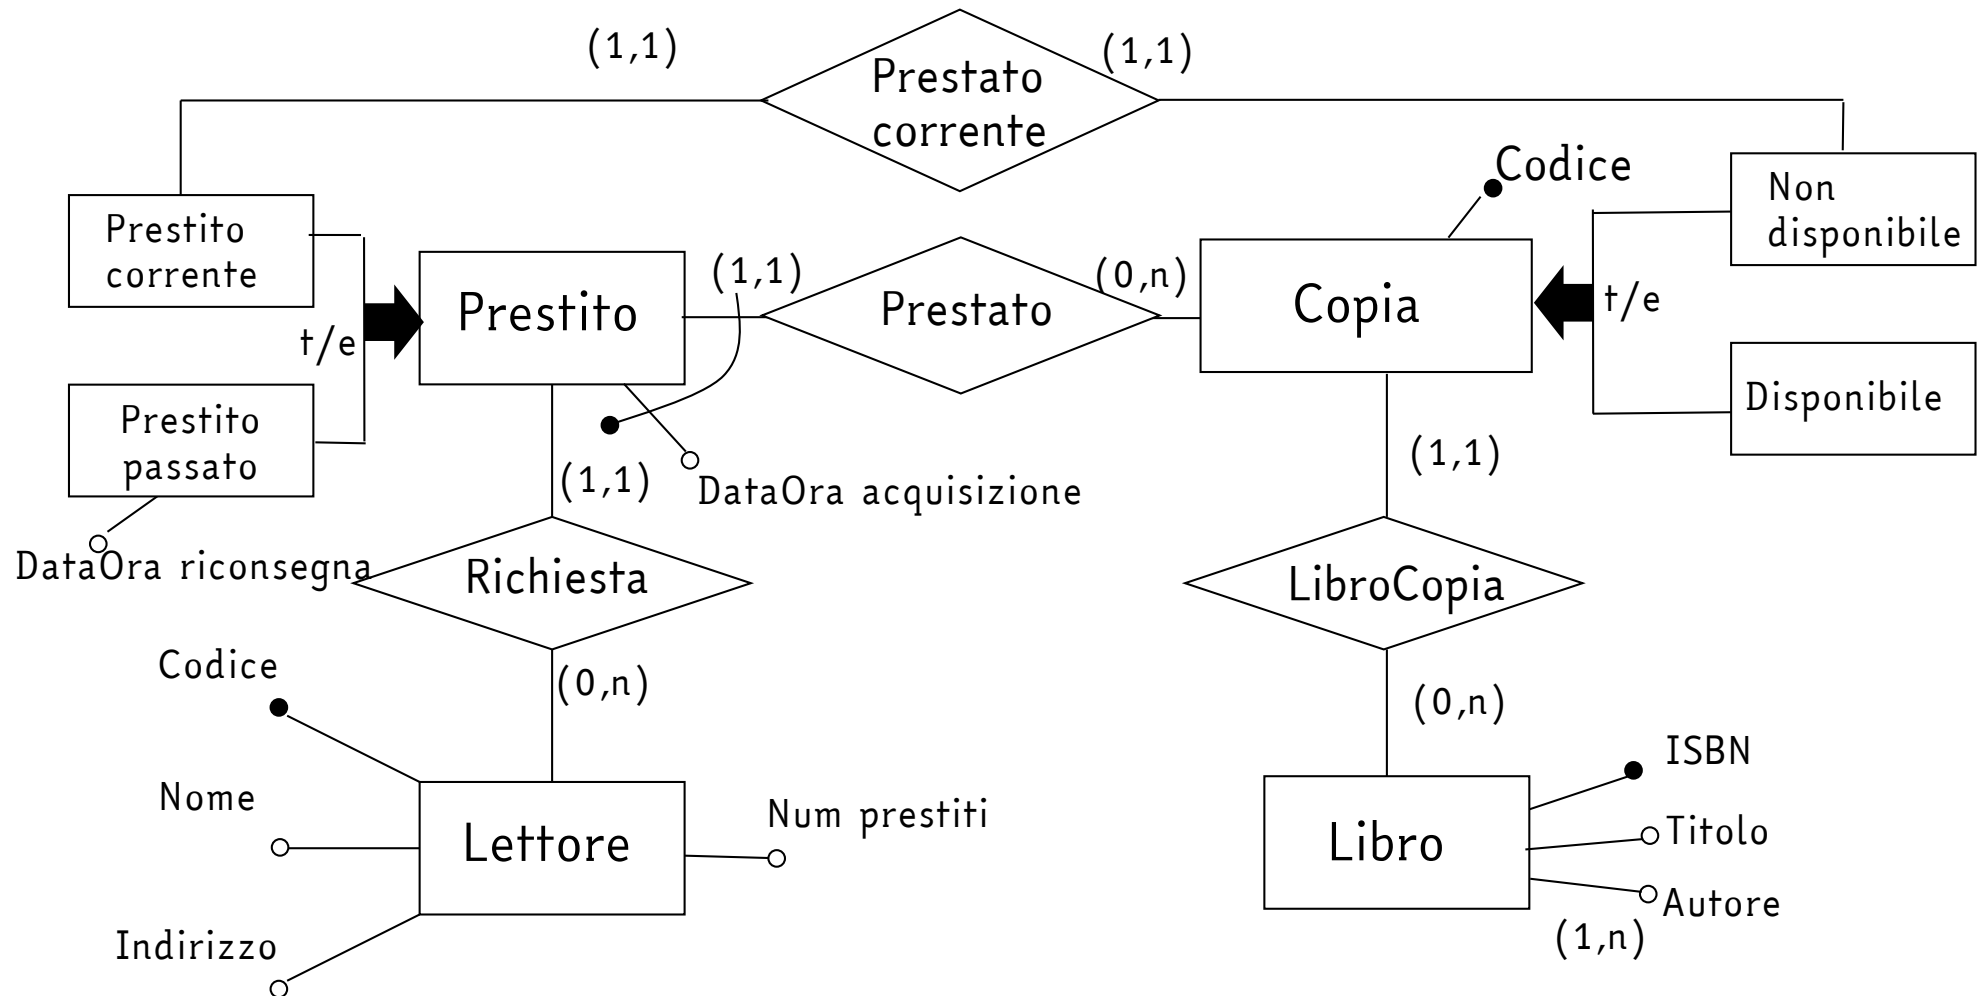 (1,1)
(1,1)
Prestato
corrente
Codice
Non
disponibile
Prestito
corrente
(1,1)
(0,n)
Prestito
Prestato
Copia
t/e
t/e
Disponibile
Prestito
passato
(1,1)
(1,1)
DataOra acquisizione
DataOra riconsegna
Richiesta
LibroCopia
Codice
(0,n)
(0,n)
ISBN
Nome
Num prestiti
Titolo
Lettore
Libro
Autore
Indirizzo
(1,n)